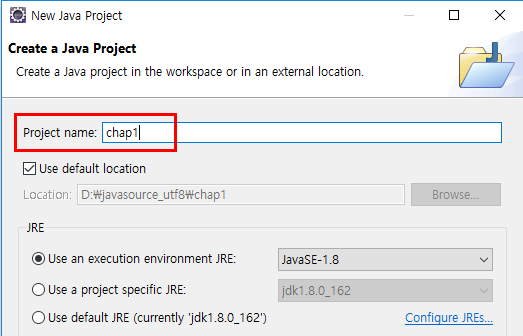 New Java Project
Create a Java Project
Create a Java project in the workspace or in an external location.
Project name: chap1
Use default location
Location: D:₩javasource_utf8₩chap1 Browse...
JRE
Use an execution environment JRE: JavaSE-1.8
Use a project specific JRE: jdk1.8.0_162
Use default JRE (currently 'jdk1.8.0_162') Configure JREs...